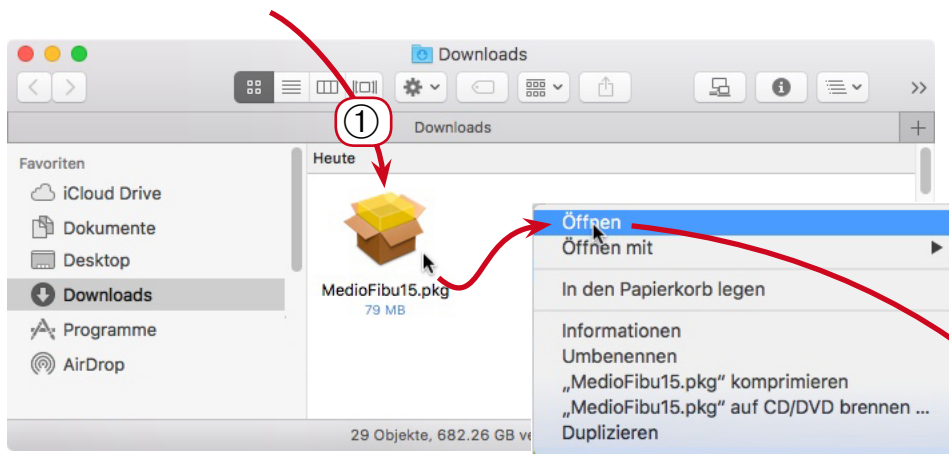 Downloads
①
Downloads
Favoriten
iCloud Drive
Dokumente
Desktop
Downloads
Programme
AirDrop
Heute
MedioFibu15.pkg
79 MB
29 Objekte, 682.26 GB
Öffnen
Öffnen mit
In den Papierkorb legen
Informationen
Umbenennen
„MedioFibu15.pkg“ komprimieren
„MedioFibu15.pkg“ auf CD/DVD brennen ...
Duplizieren